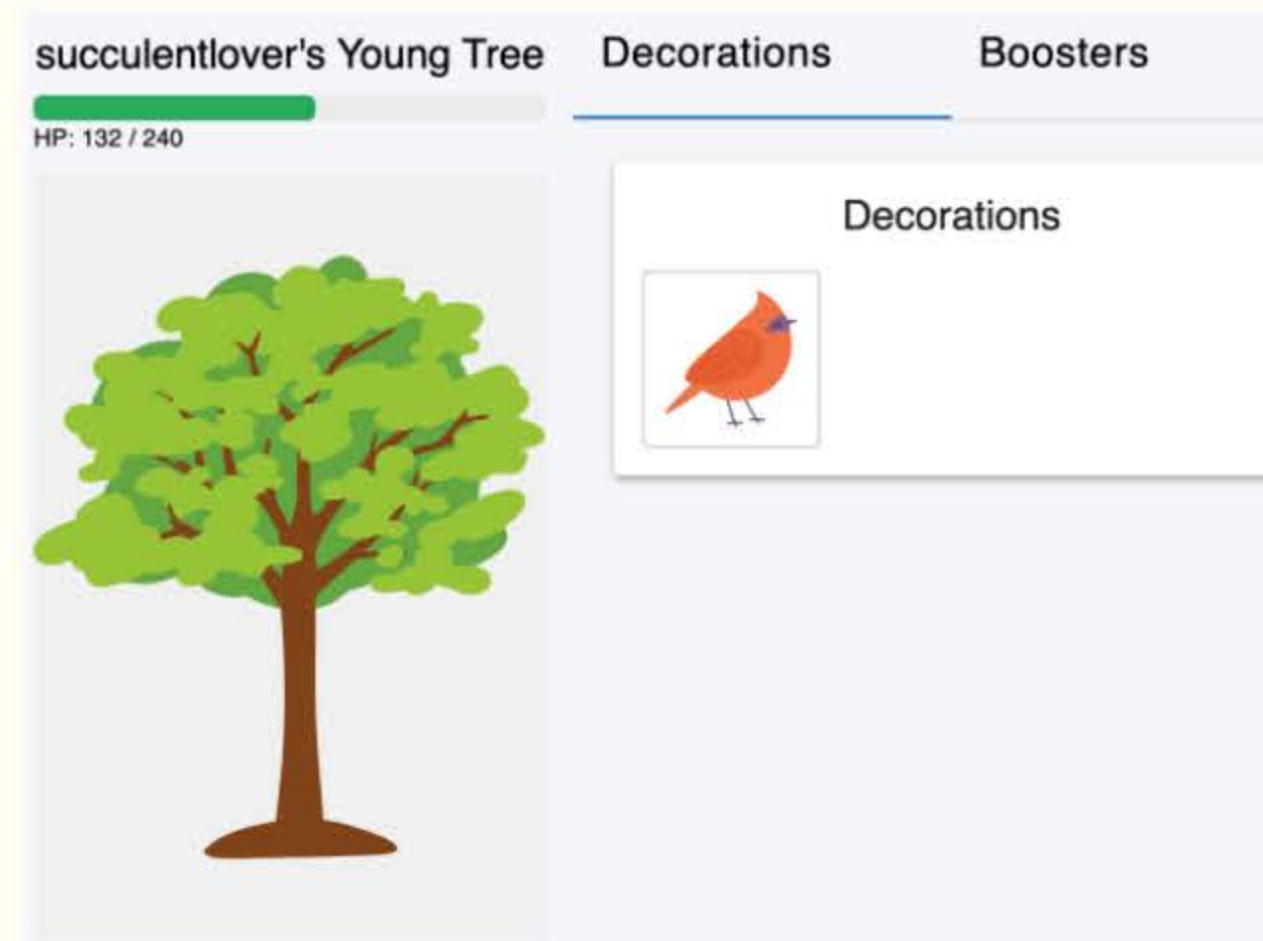 succulentlover's Young Tree
HP: 132 / 240
Decorations
Boosters
Decorations